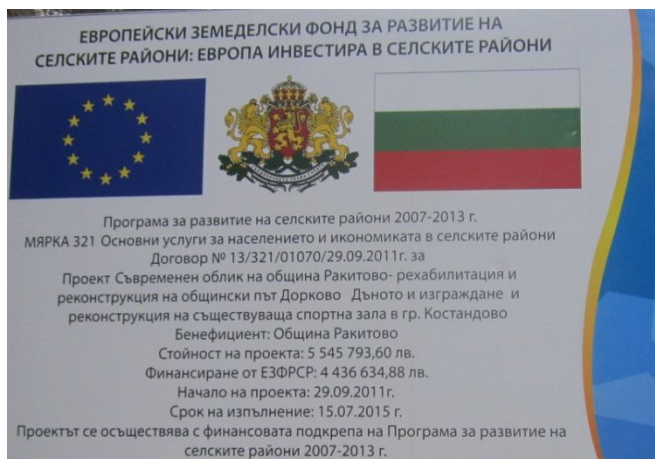 ЕВРОПЕЙСКИ ЗЕМЕДЕЛСКИ ФОНД ЗА РАЗВИТИЕ НА
СЕЛСКИТЕ РАЙОНИ: ЕВРОПА ИНВЕСТИРА В СЕЛСКИТЕ РАЙОНИ
Програма за развитие на селските райони 2007-2013 г.
МЯРКА 321 Основни услуги за населението и икономиката в селските райони
Договор № 13/321/01070/29.09.2011г. за
Проект Съвременен облик на община Ракитово- рехабилитация и
реконструкция на общински път Дорково Дъното и изграждане и
реконструкция на съществуваща спортна зала в гр. Костандово
Бенефициент: Община Ракитово
Стойност на проекта: 5 545 793,60 лв.
Финансиране от ЕЗФРСР: 4 436 634,88 лв.
Начало на проекта: 29.09.2011г.
Срок на изпълнение: 15.07.2015 г.
Проектът се осъществява с финансовата подкрепа на Програма за развитие на
селските райони 2007-2013 г.